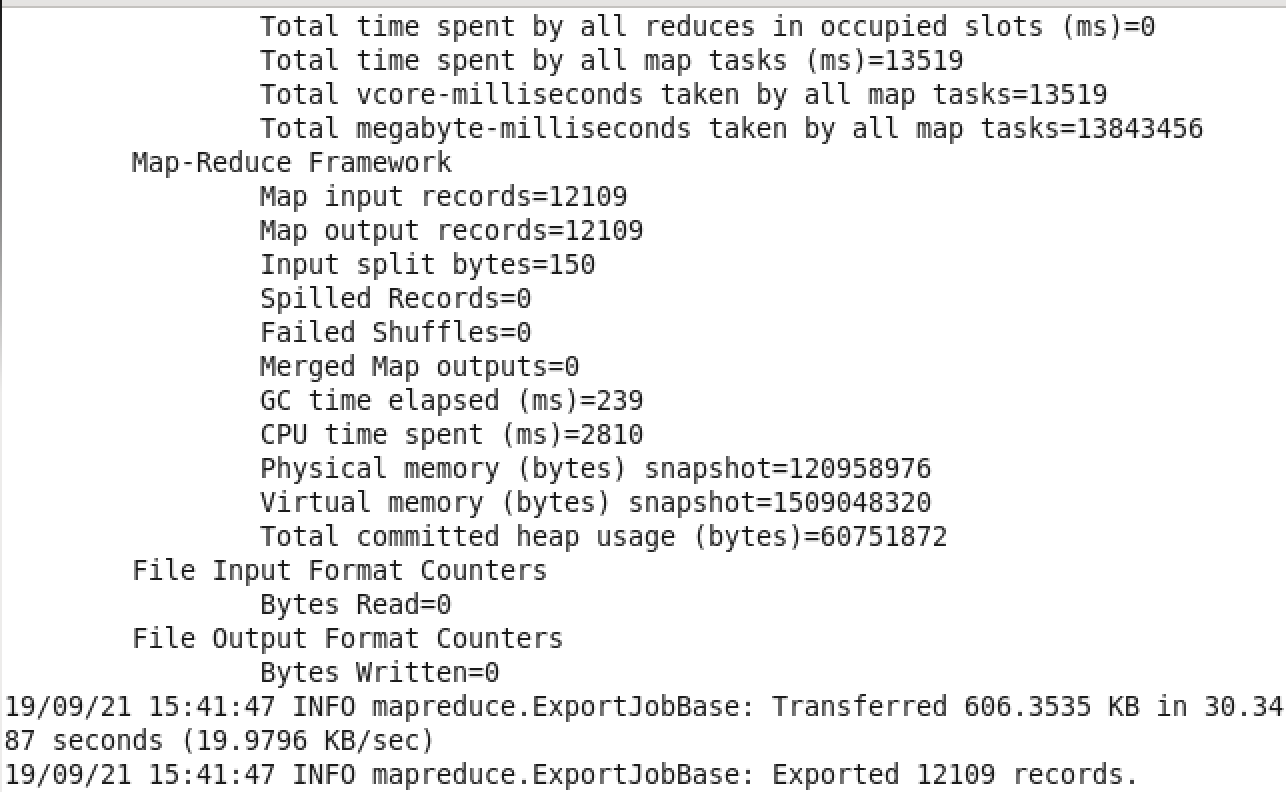 Total time spent by all reduces in occupied slots (ms)=0
Total time spent by all map tasks (ms)=13519
Total vcore-milliseconds taken by all map tasks=13519
Total megabyte-milliseconds taken by all map tasks=13843456
Map-Reduce Framework
Map input records=12109
Map output records=12109
Input split bytes=150
Spilled Records=0
Failed Shuffles=0
Merged Map outputs=0
GC time elapsed (ms)=239
CPU time spent (ms)=2810
Physical memory (bytes) snapshot=120958976
Virtual memory (bytes) snapshot=1509048320
Total committed heap usage (bytes)=60751872
File Input Format Counters
Bytes Read=0
File Output Format Counters
Bytes Written=0
19/09/21 15:41:47 INFO mapreduce.ExportJobBase: Transferred 606.3535 KB in 30.34
87 seconds (19.9796 KB/sec)
19/09/21 15:41:47 INFO mapreduce.ExportJobBase: Exported 12109 records.